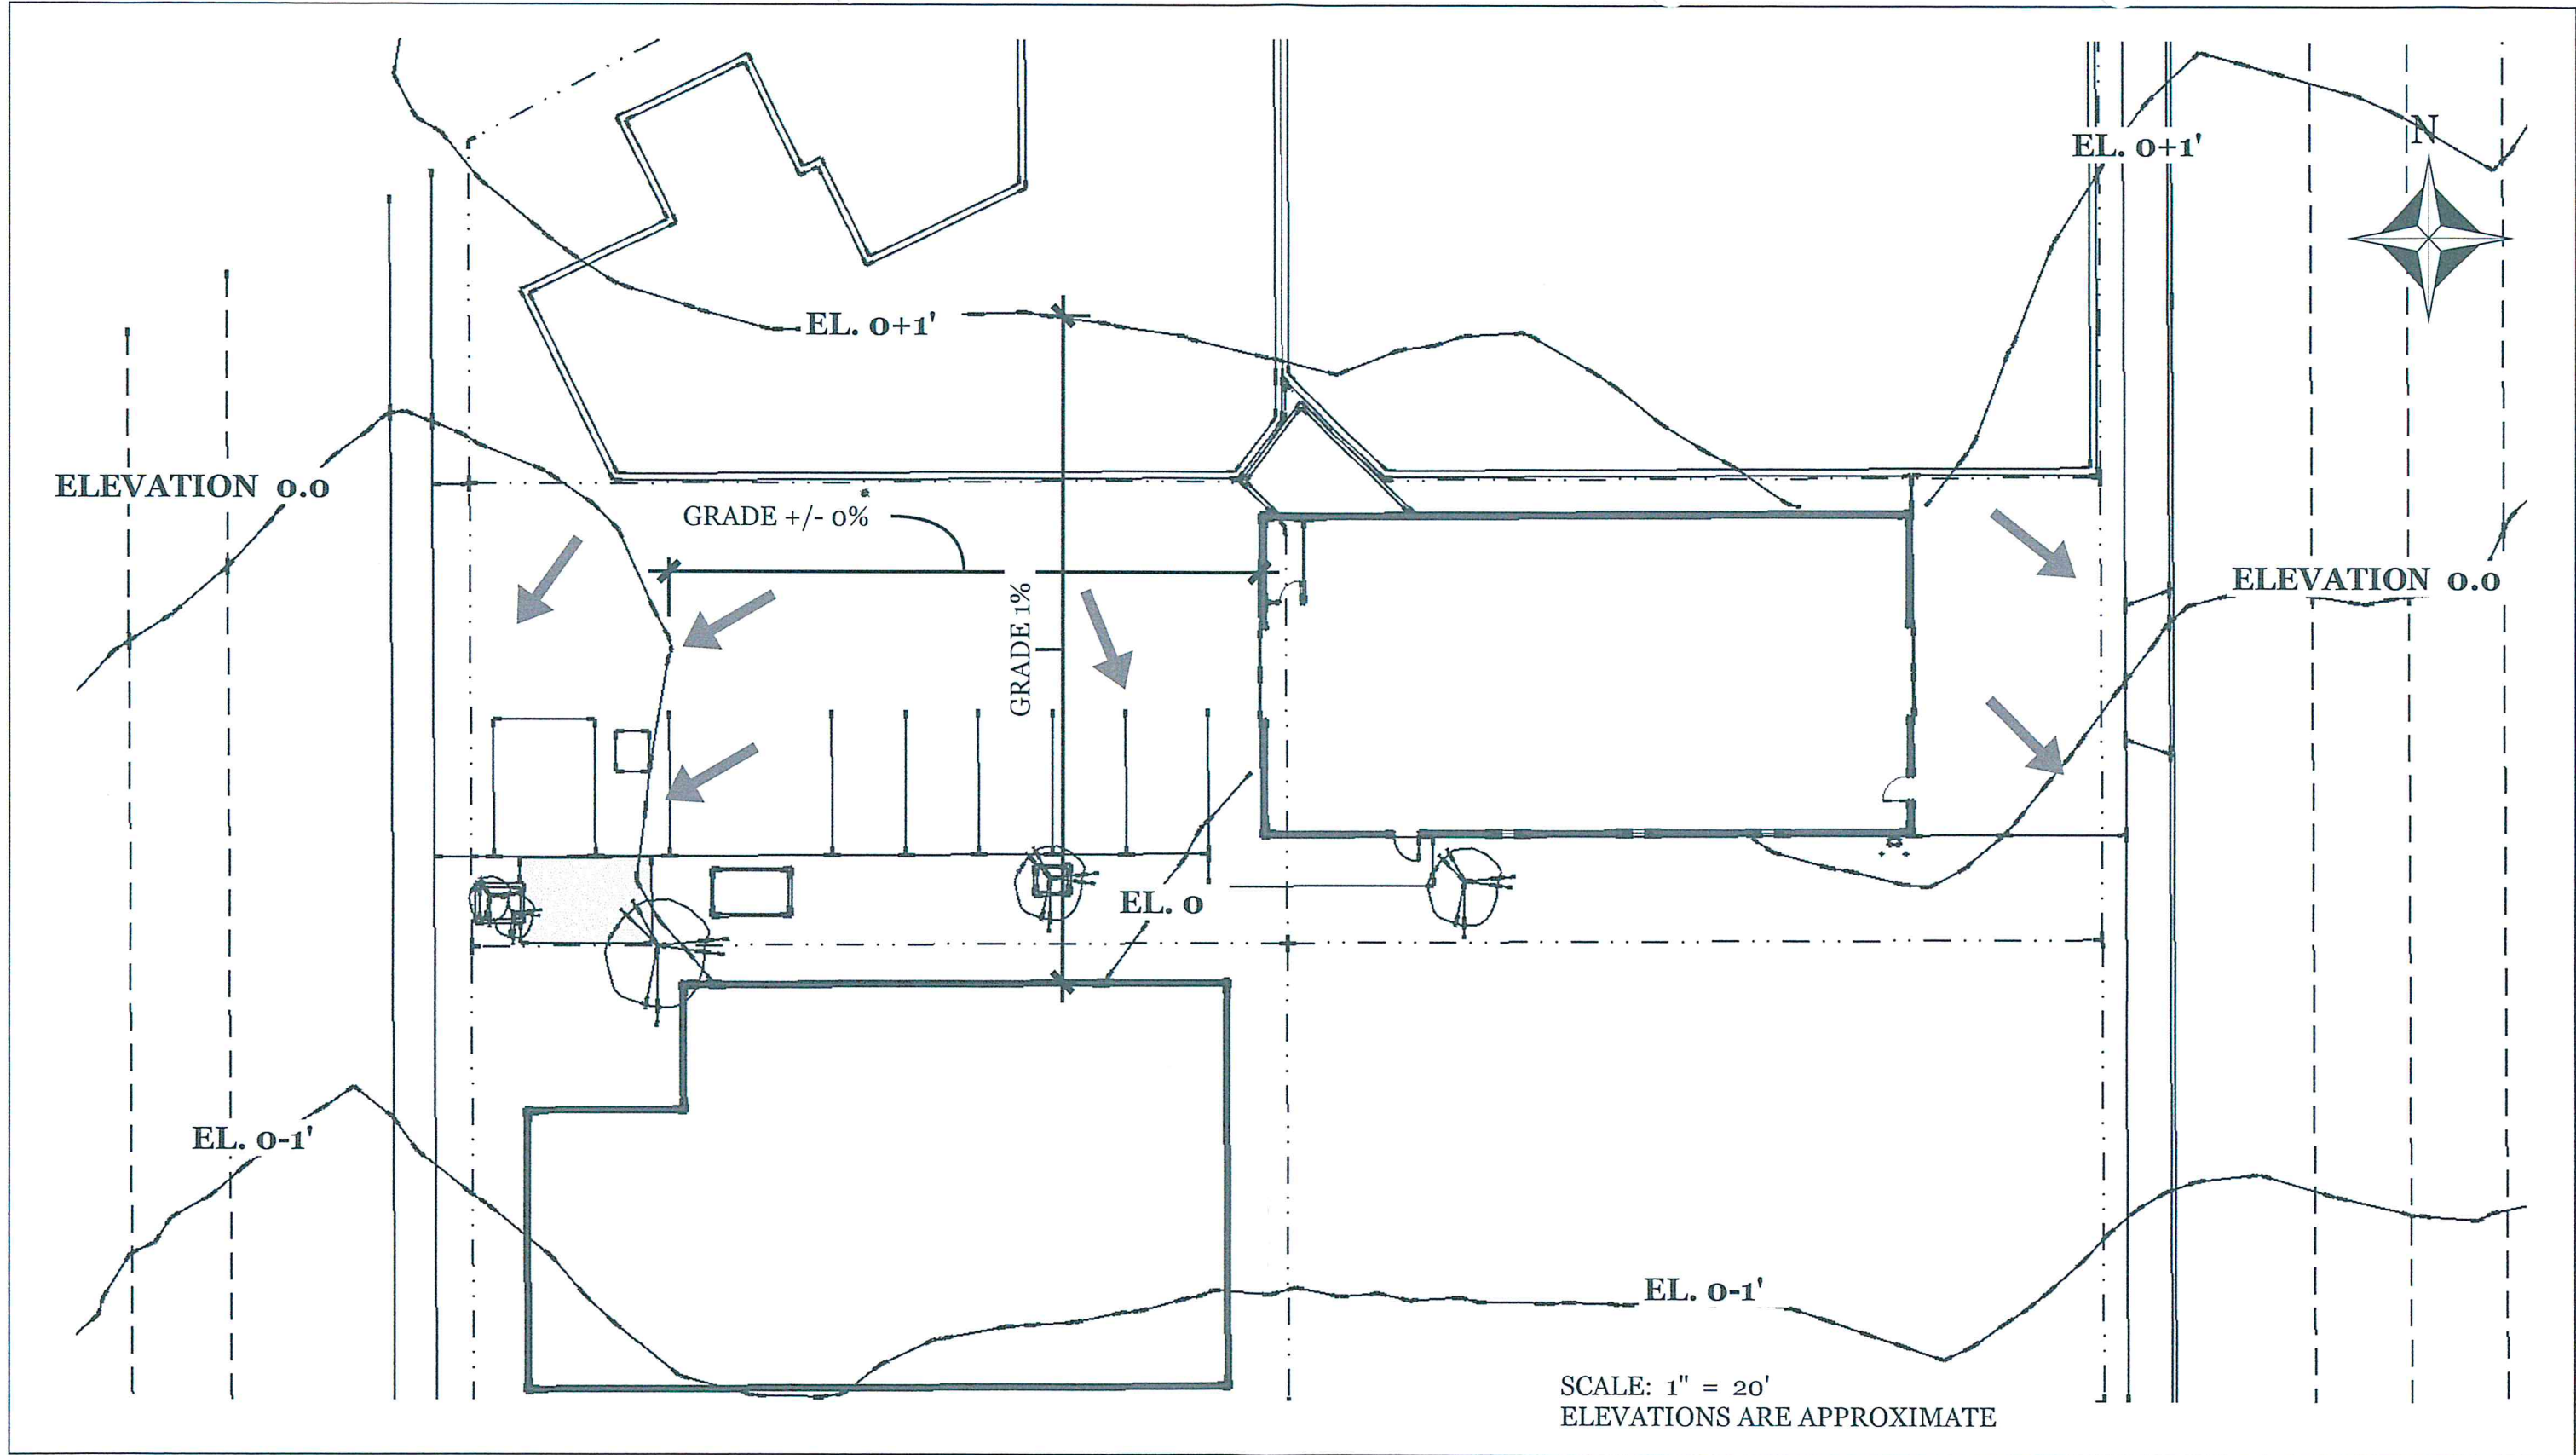 N
EL. 0+1'
EL. 0+1'
ELEVATION 0.0
GRADE +/- 0%
ELEVATION 0.0
GRADE 1%
EL. 0
EL. 0-1'
EL. 0-1'
SCALE: 1" = 20'
ELEVATIONS ARE APPROXIMATE